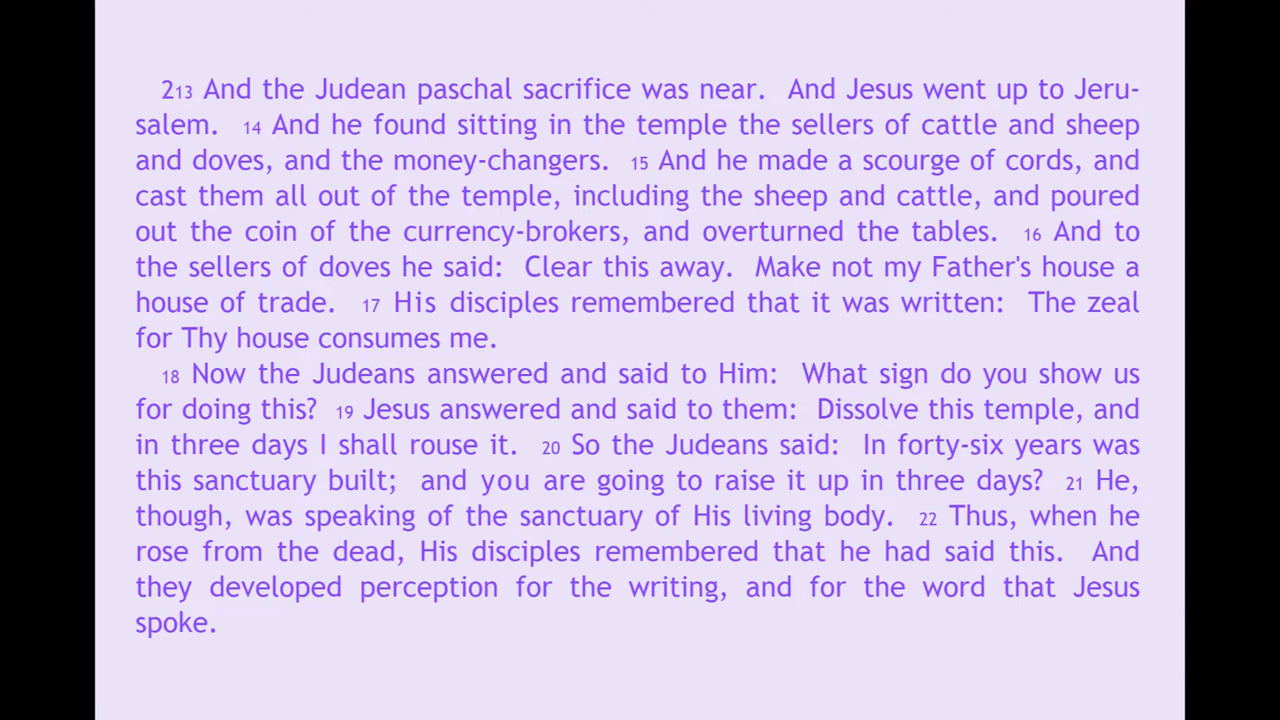 213 And the Judean paschal sacrifice was near. And Jesus went up to Jeru-
salem. 14 And he found sitting in the temple the sellers of cattle and sheep
and doves, and the money-changers. 15 And he made a scourge of cords, and
cast them all out of the temple, including the sheep and cattle, and poured
out the coin of the currency-brokers, and overturned the tables. 16 And to
the sellers of doves he said: Clear this away. Make not my Father's house a
house of trade. 17 His disciples remembered that it was written: The zeal
for Thy house consumes me.
18 Now the Judeans answered and said to Him: What sign do you show us
for doing this? 19 Jesus answered and said to them: Dissolve this temple, and
in three days I shall rouse it. 20 So the Judeans said: In forty-six years was
this sanctuary built; and you are going to raise it up in three days? 21 He,
though, was speaking of the sanctuary of His living body. 22 Thus, when he
rose from the dead, His disciples remembered that he had said this. And
they developed perception for the writing, and for the word that Jesus
spoke.